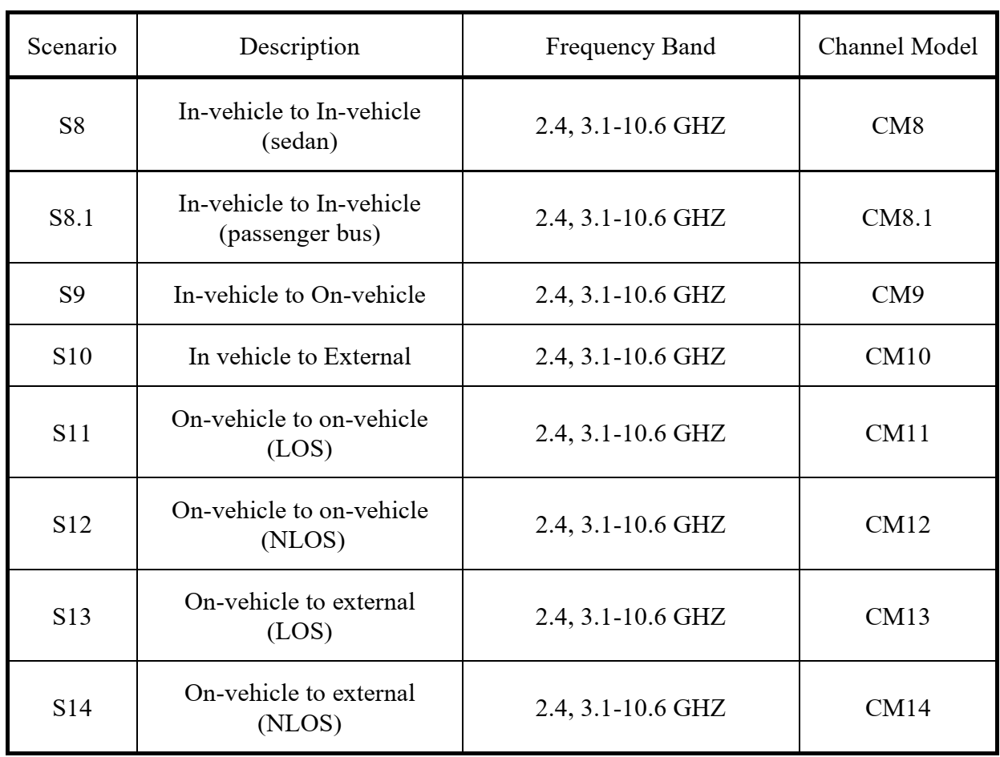 Scenario Description Frequency Band Channel Model
S8 In-vehicle to In-vehicle 2.4, 3.1-10.6 GHZ CM8
(sedan)
S8.1 In-vehicle to In-vehicle 2.4, 3.1-10.6 GHZ CM8.1
(passenger bus)
S9 In-vehicle to On-vehicle 2.4, 3.1-10.6 GHZ CM9
S10 In vehicle to External 2.4, 3.1-10.6 GHZ CM10
S11 On-vehicle to on-vehicle 2.4, 3.1-10.6 GHZ CM11
(LOS)
S12 On-vehicle to on-vehicle 2.4, 3.1-10.6 GHZ CM12
(NLOS)
S13 On-vehicle to external 2.4, 3.1-10.6 GHZ CM13
(LOS)
S14 On-vehicle to external 2.4, 3.1-10.6 GHZ CM14
(NLOS)